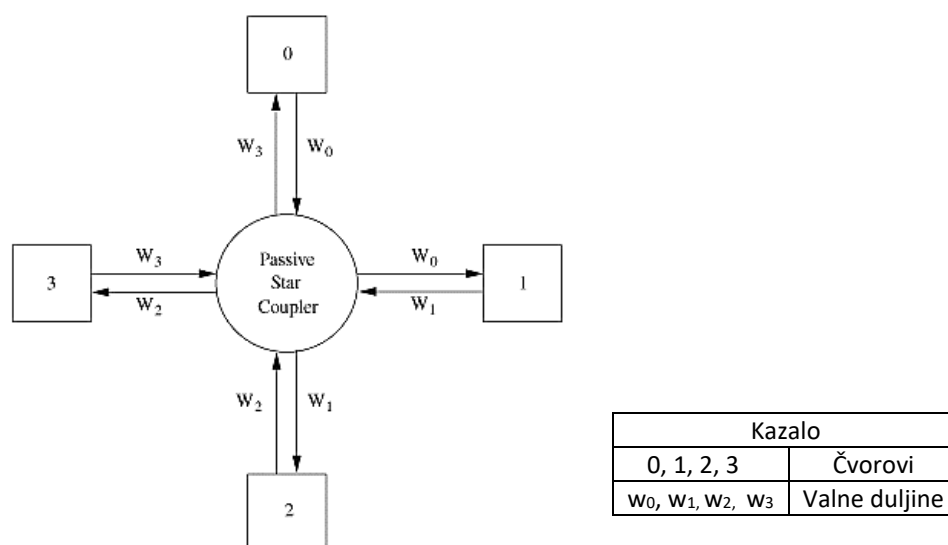 0
W₃ W₀
3
W₃
W₂
Passive
Star
Coupler
W₀
W₁
1
W₂ W₁
2
Kazalo
0, 1, 2, 3 Čvorovi
w₀, w₁, w₂, w₃ Valne duljine